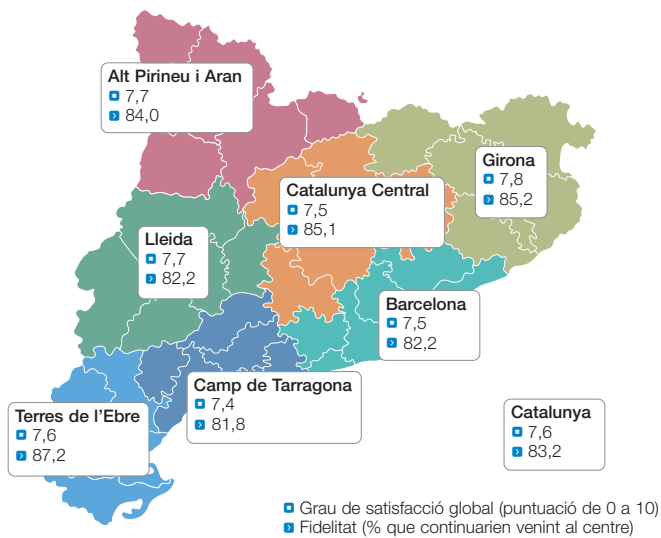 Alt Pirineu i Aran
7,7
84,0
Girona
7,8
85,2
Catalunya Central
7,5
85,1
Lleida
7,7
82,2
Barcelona
7,5
82,2
Camp de Tarragona
7,4
81,8
Terres de l’Ebre
7,6
87,2
Catalunya
7,6
83,2
Grau de satisfacció global (puntuació de 0 a 10)
Fidelitat (% que continuarien venint al centre)